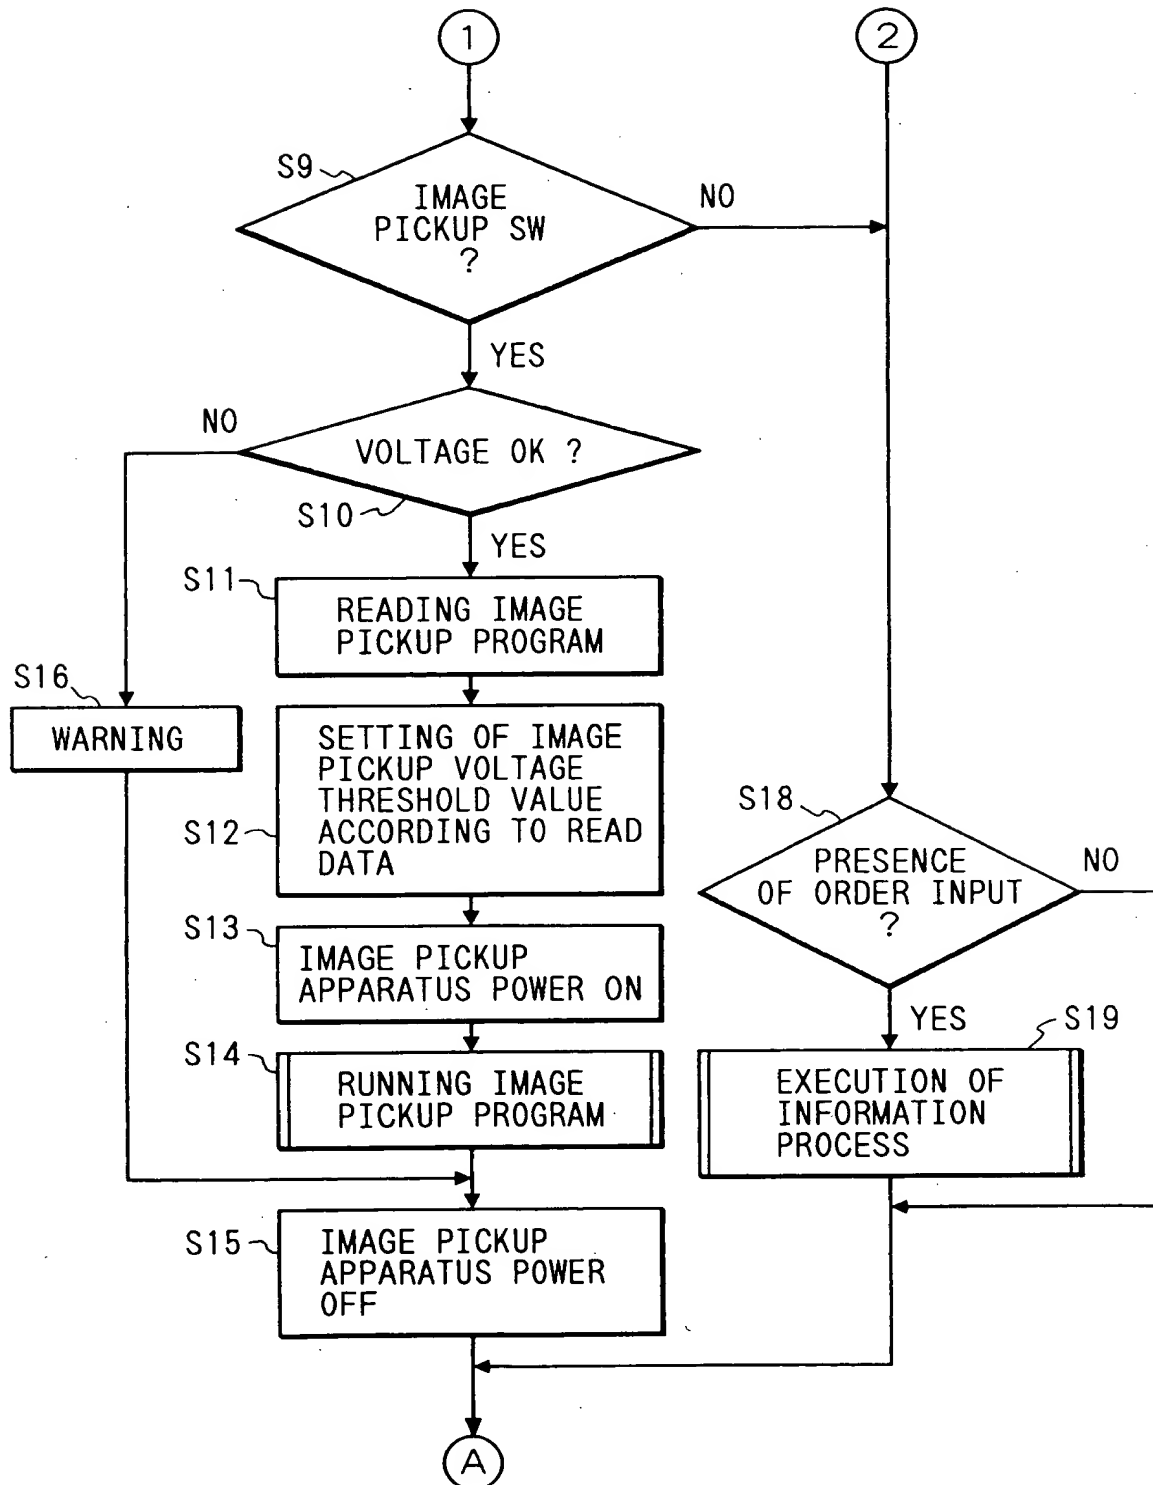 1
2
S9
IMAGE
PICKUP SW
?
NO
YES
NO
VOLTAGE OK ?
S10
YES
S11
READING IMAGE
PICKUP PROGRAM
S16
WARNING
S12
SETTING OF IMAGE
PICKUP VOLTAGE
THRESHOLD VALUE
ACCORDING TO READ
DATA
S18
PRESENCE
OF ORDER INPUT
?
NO
S13
IMAGE PICKUP
APPARATUS POWER ON
YES
S19
S14
RUNNING IMAGE
PICKUP PROGRAM
EXECUTION OF
INFORMATION
PROCESS
S15
IMAGE PICKUP
APPARATUS POWER
OFF
A